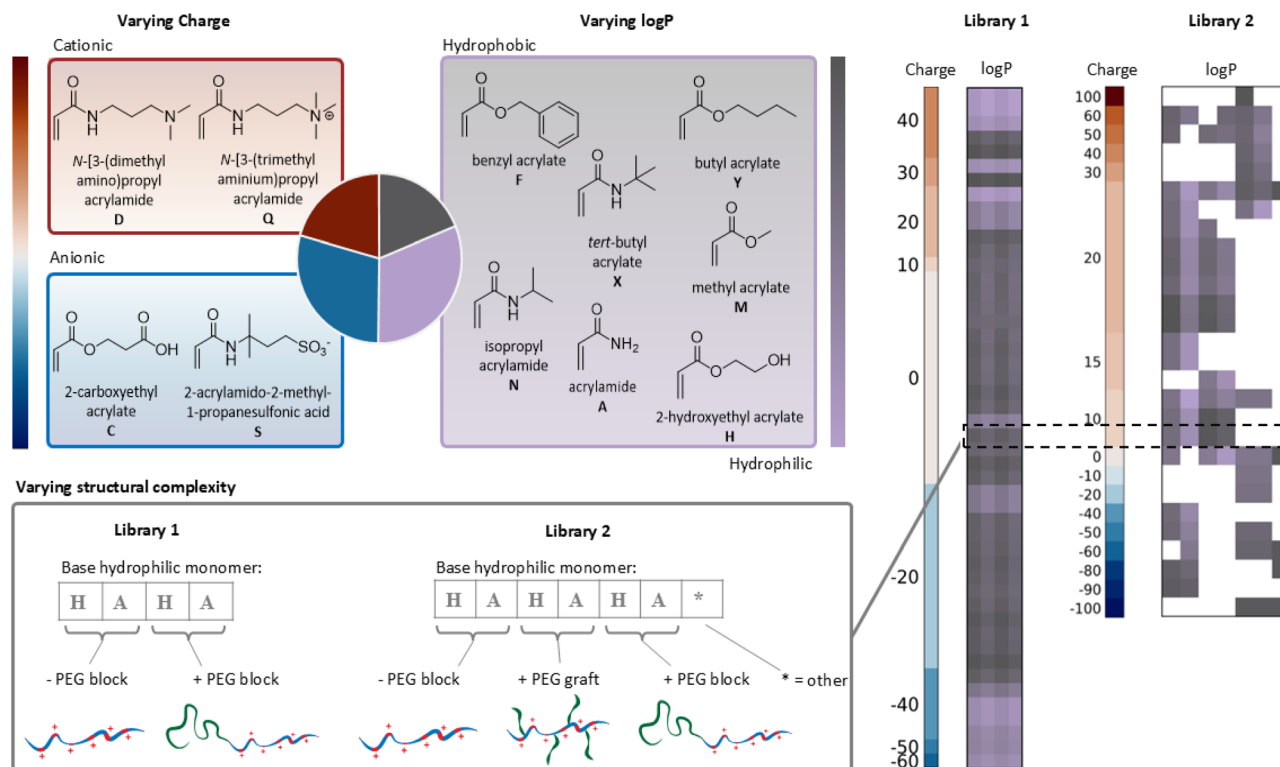 Varying Charge
Cationic
O
N
H
N
N-[3-(dimethyl
amino)propyl
acrylamide
D
O
N
H
N
⊕
N-[3-(trimethyl
aminium)propyl
acrylamide
Q
Anionic
O
O
O
OH
2-carboxyethyl
acrylate
C
O
N
H
SO3-
2-acrylamido-2-methyl-
1-propanesulfonic acid
S
Varying logP
Hydrophobic
O
O
benzyl acrylate
F
O
O
butyl acrylate
Y
O
N
H
tert-butyl
acrylate
X
O
O
methyl acrylate
M
O
N
H
isopropyl
acrylamide
N
O
NH2
acrylamide
A
O
O
OH
2-hydroxyethyl acrylate
H
Hydrophilic
Library 1
Charge logP
40
30
20
10
0
-20
-40
-50
-60
Library 2
Charge logP
100
60
50
40
30
20
15
10
0
-10
-20
-40
-50
-60
-80
-90
-100
Varying structural complexity
Library 1
Base hydrophilic monomer:
H A H A
- PEG block + PEG block
Library 2
Base hydrophilic monomer:
H A H A H A *
- PEG block + PEG graft + PEG block * = other